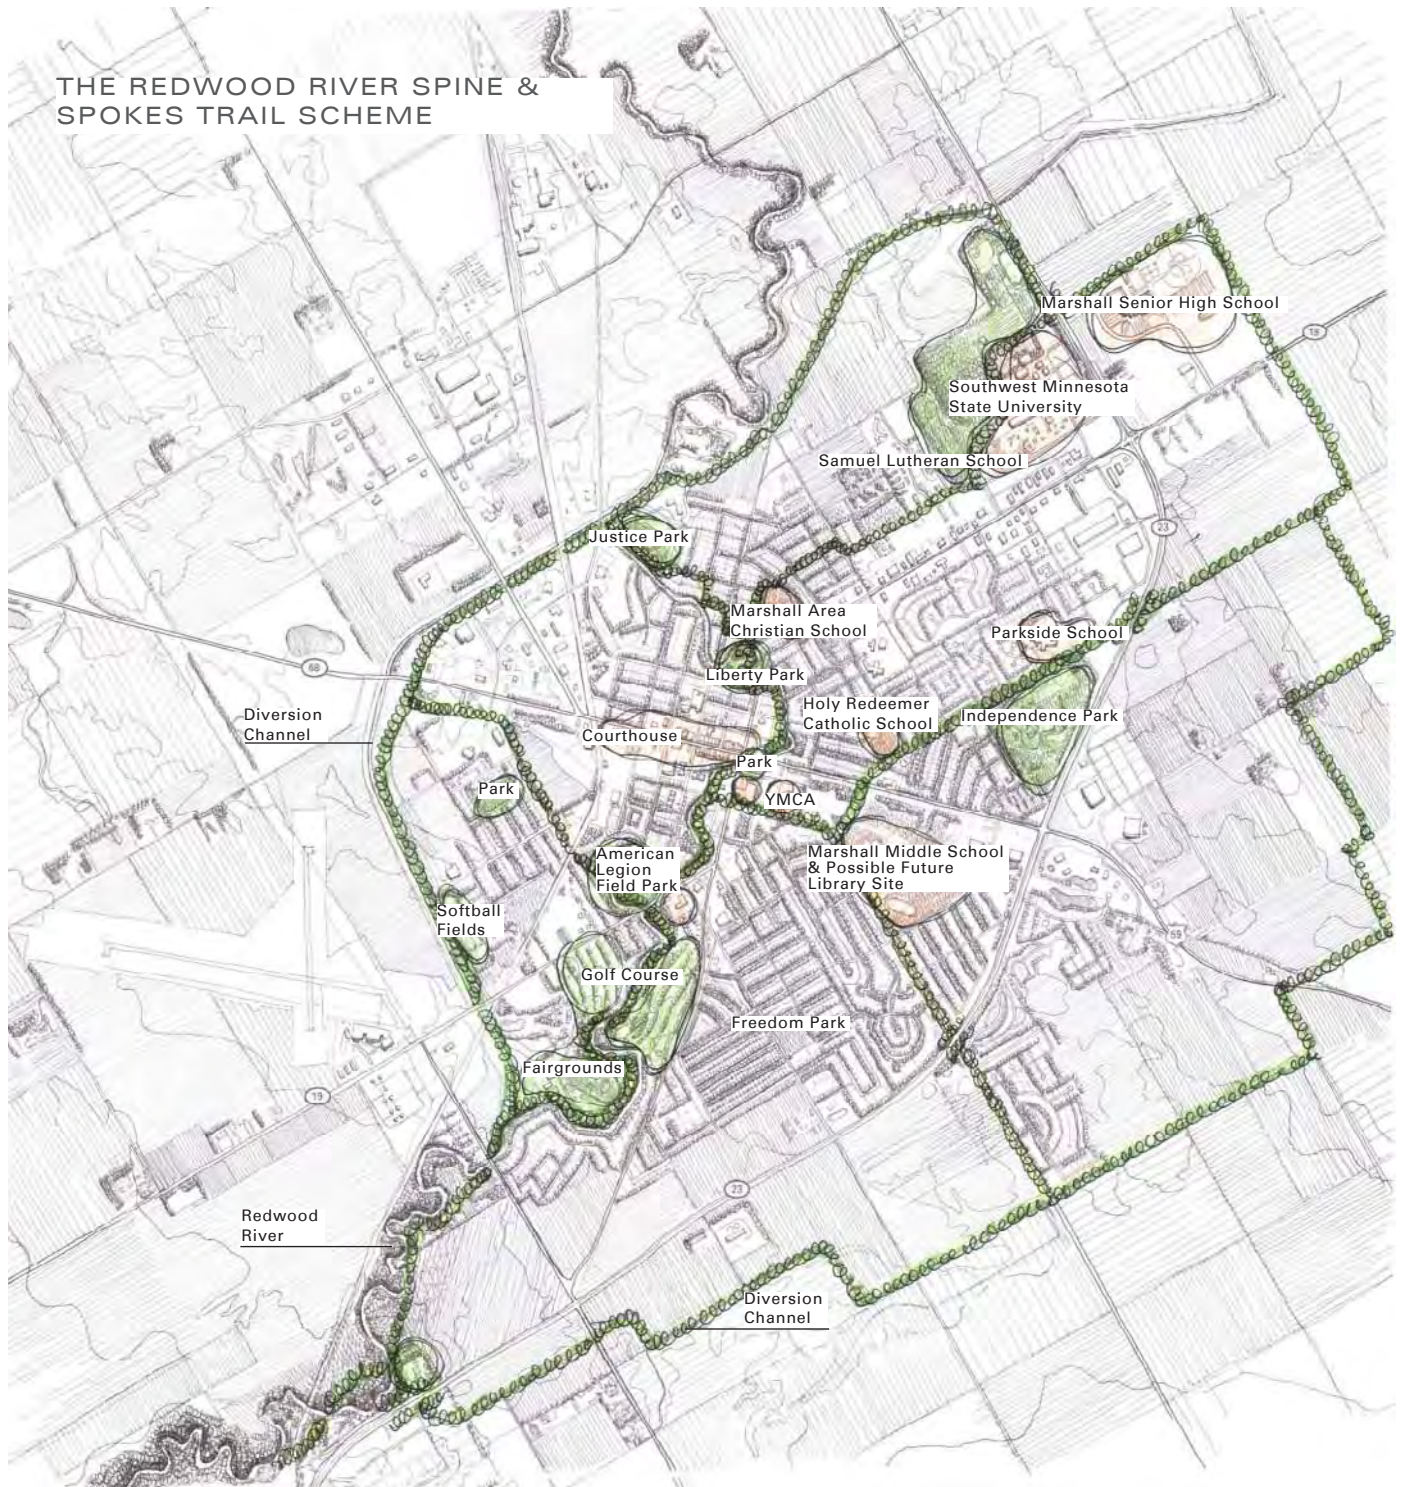 THE REDWOOD RIVER SPINE &
SPOKES TRAIL SCHEME
Marshall Senior High School
19
Southwest Minnesota
State University
Samuel Lutheran School
23
Justice Park
Marshall Area
Christian School
Parkside School
68
Liberty Park
Holy Redeemer
Catholic School
Independence Park
Diversion
Channel
Courthouse
Park
Park
YMCA
American
Legion
Field Park
Marshall Middle School
& Possible Future
Library Site
Softball
Fields
59
Golf Course
Freedom Park
Fairgrounds
19
23
Redwood
River
Diversion
Channel